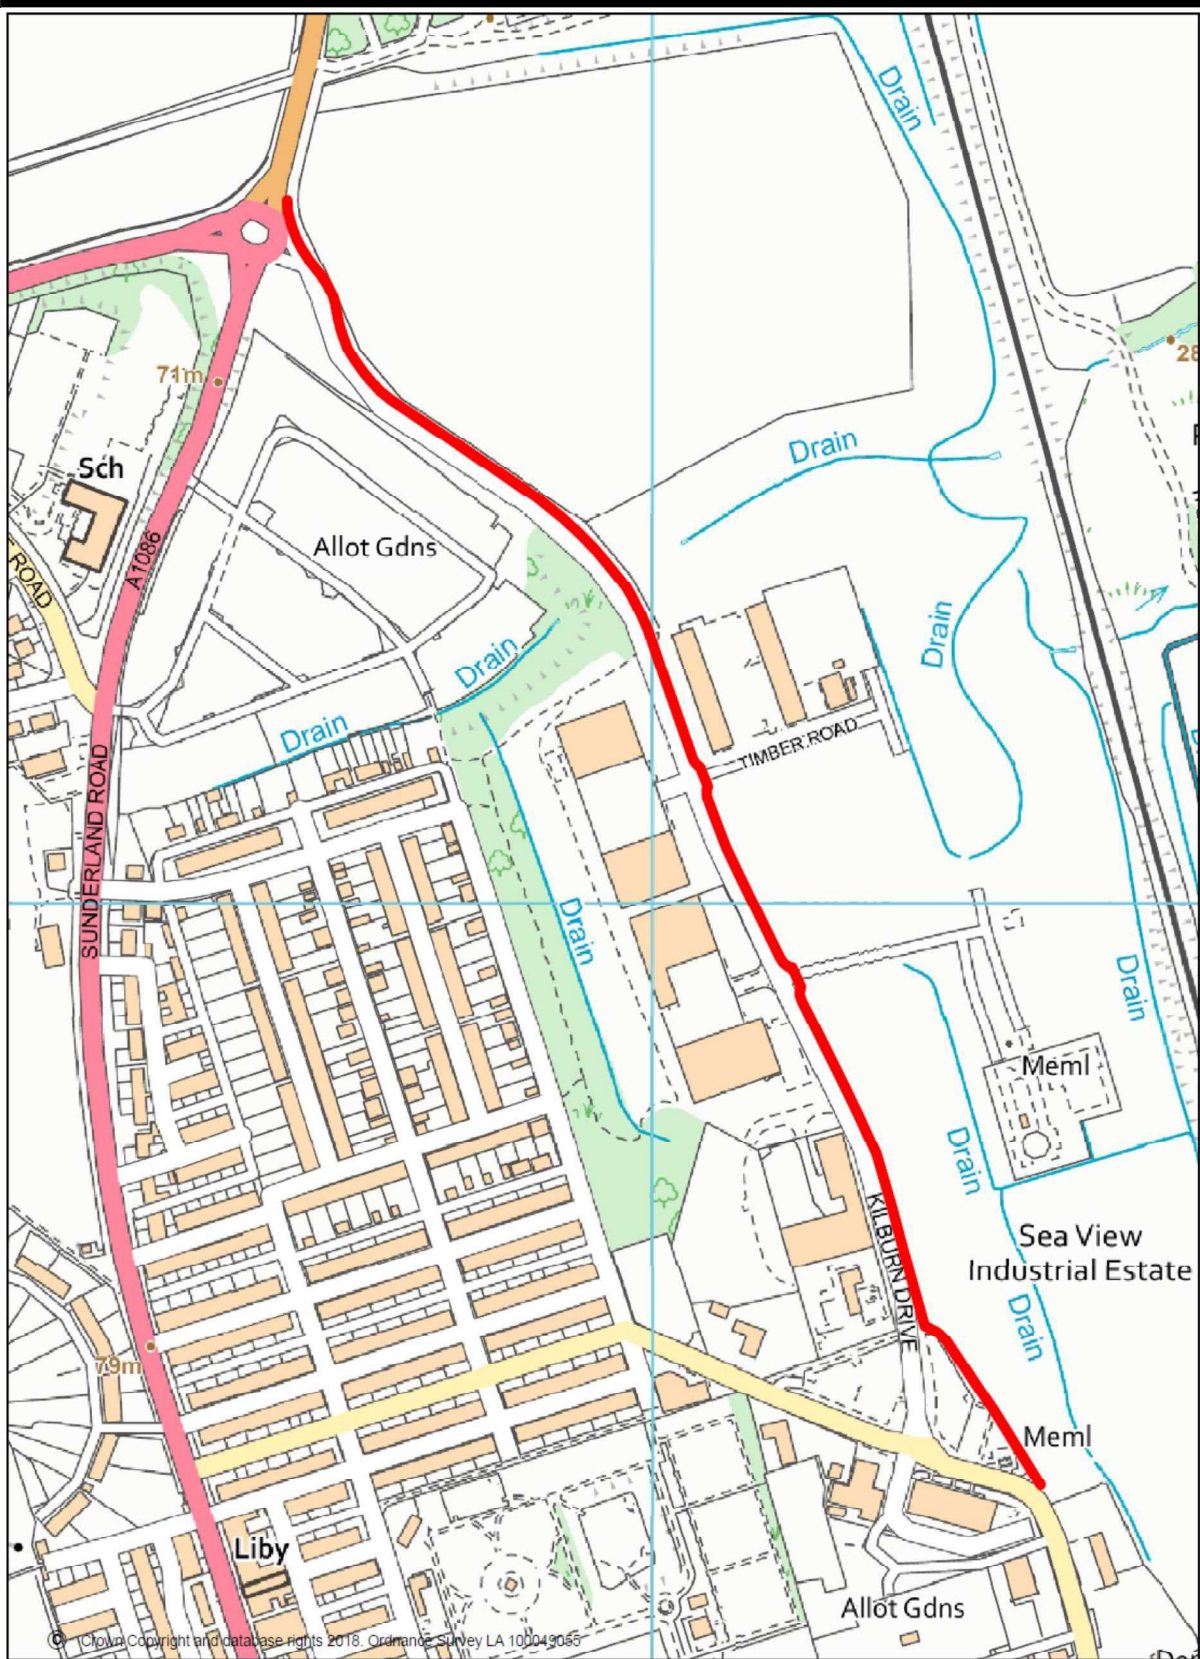 Drain
28
71m
Sch
Drain
Allot Gdns
A1086
ROAD
Drain
Drain
Drain
TIMBER ROAD
SUNDERLAND ROAD
Drain
Drain
Meml
Drain
KILBURN DRIVE
Sea View
Industrial Estate
Drain
79m
Meml
Liby
Allot Gdns
© Crown Copyright and database rights 2018. Ordnance Survey LA 100049055